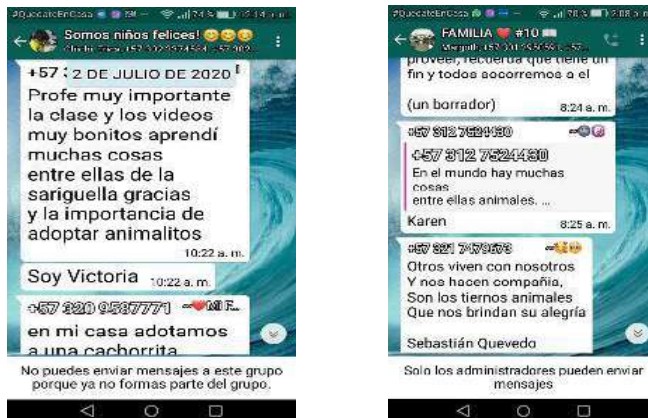 #QuedateEnCasa
74%
Somos niños felices!
+57
2 DE JULIO DE 2020
Profe muy importante
la clase y los videos
muy bonitos aprendí
muchas cosas
entre ellas de la
sariguella gracias
y la importancia de
adoptar animalitos
10:22 a. m.
Soy Victoria
10:22 a. m.
en mi casa adotamos
a una cachorrita
No puedes enviar mensajes a este grupo
porque ya no formas parte del grupo.
#QuedateEnCasa
FAMILIA #10
proveer, recuerda que tiene un
fin y todos socorremos a el
(un borrador)
8:24 a. m.
+57 312 7524430
+57 312 7524430
En el mundo hay muchas
cosas
entre ellas animales. ...
Karen
8:25 a. m.
+57 321 7479673
Otros viven con nosotros
Y nos hacen compañia,
Son los tiernos animales
Que nos brindan su alegría
Sebastián Quevedo
Solo los administradores pueden enviar
mensajes